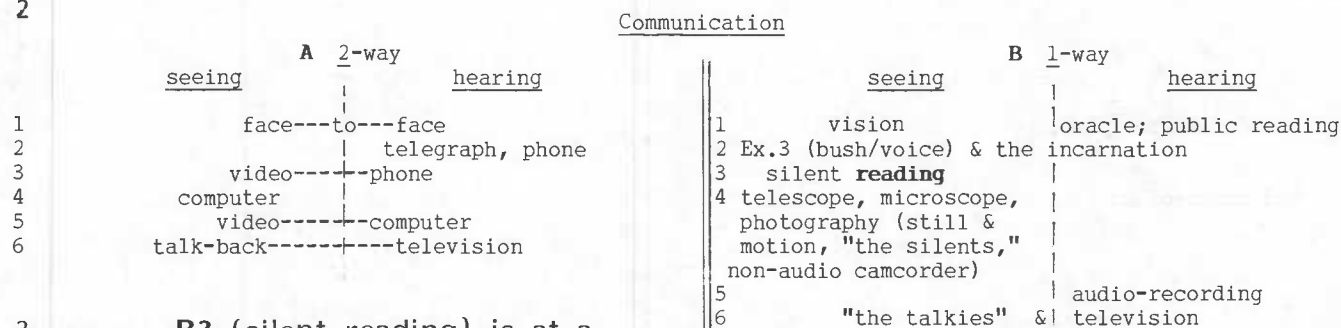 2
Communication
A 2-way
seeing hearing
1 face---to---face
2 telegraph, phone
3 video------phone
4 computer
5 video-------computer
6 talk-back----------television
B 1-way
seeing hearing
1 vision oracle; public reading
2 Ex.3 (bush/voice) & the incarnation
3 silent reading
4 telescope, microscope,
photography (still &
motion, "the silents,"
non-audio camcorder)
5 audio-recording
6 "the talkies" & television
B3 (silent reading) is at a